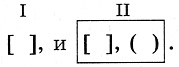 I II
[ ], и [ ], ( ).